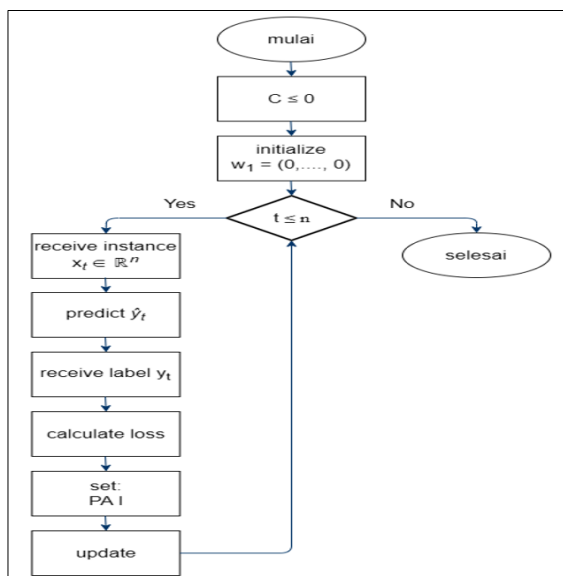 mulai
C ≤ 0
initialize
w₁ = (0,...., 0)
t ≤ n
Yes
No
receive instance
xₜ ∈ ℝⁿ
selesai
predict ŷₜ
receive label yₜ
calculate loss
set:
PA I
update